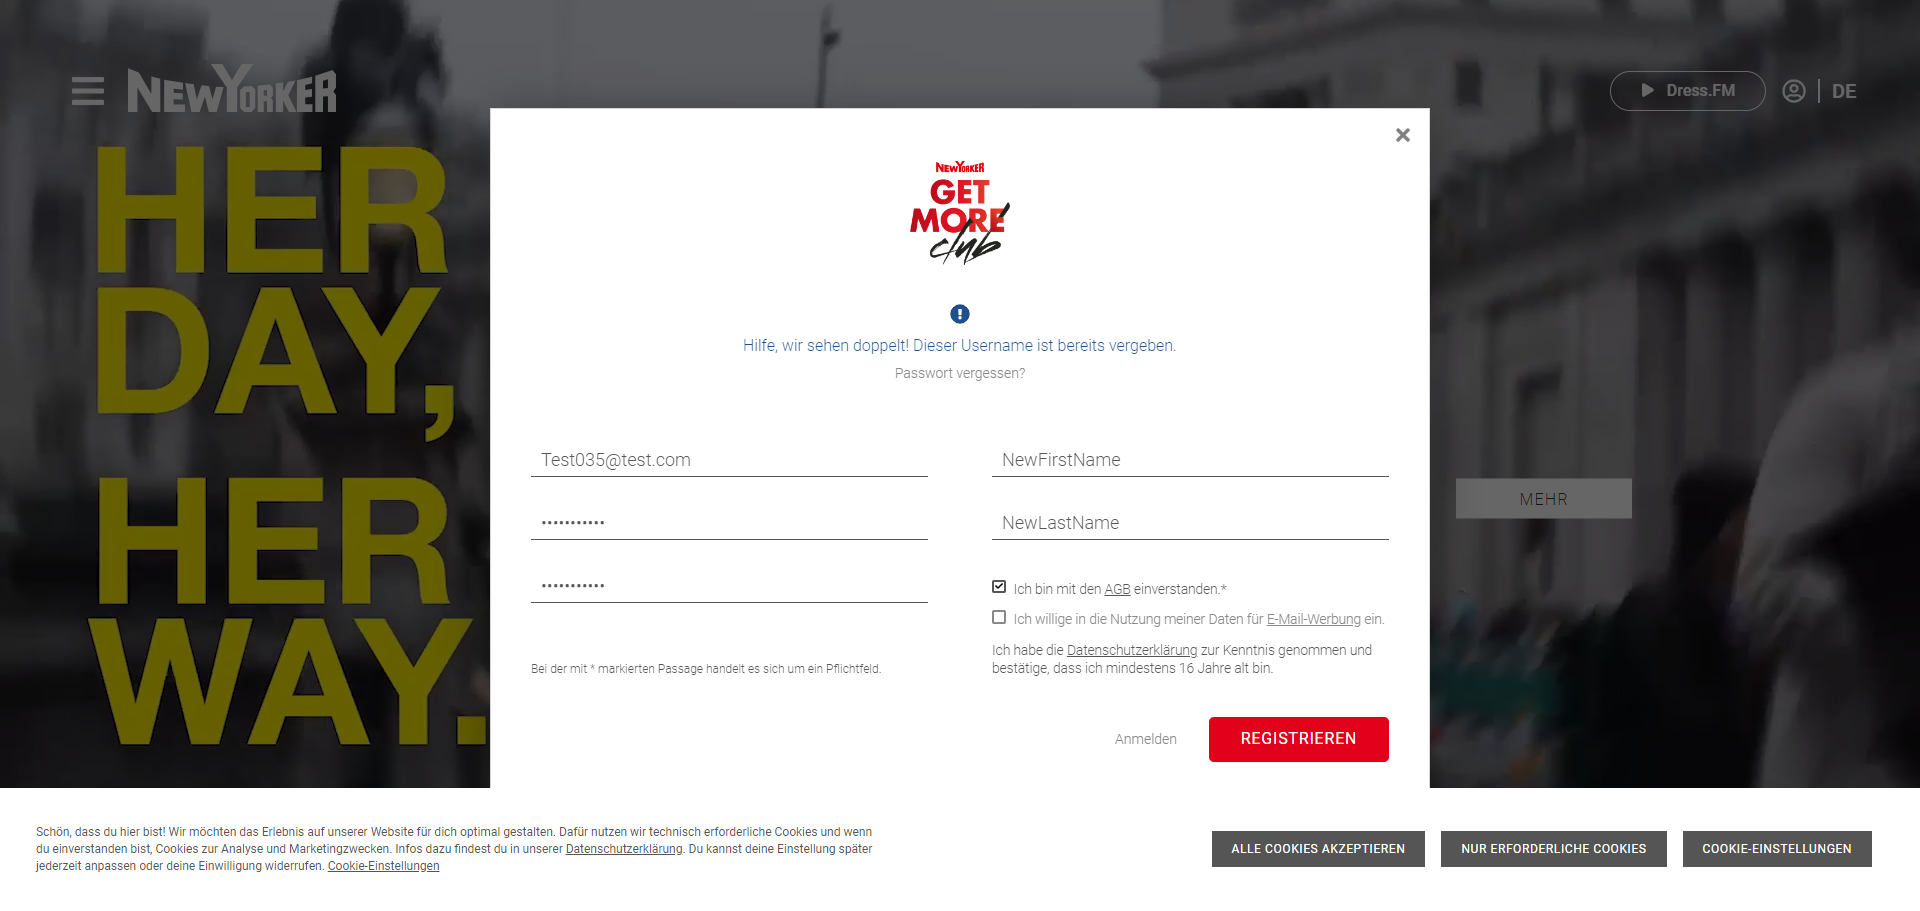 NEWYORKER
Dress.FM
DE
HER
DAY,
HER
WAY.
MEHR
NEWYORKER
GET
MORE
club
Hilfe, wir sehen doppelt! Dieser Username ist bereits vergeben.
Passwort vergessen?
Test035@test.com
NewFirstName
•••••••••••
NewLastName
•••••••••••
Ich bin mit den AGB einverstanden.*
Ich willige in die Nutzung meiner Daten für E-Mail-Werbung ein.
Ich habe die Datenschutzerklärung zur Kenntnis genommen und
bestätige, dass ich mindestens 16 Jahre alt bin.
Bei der mit * markierten Passage handelt es sich um ein Pflichtfeld.
Anmelden
REGISTRIEREN
Schön, dass du hier bist! Wir möchten das Erlebnis auf unserer Website für dich optimal gestalten. Dafür nutzen wir technisch erforderliche Cookies und wenn
du einverstanden bist, Cookies zur Analyse und Marketingzwecken. Infos dazu findest du in unserer Datenschutzerklärung. Du kannst deine Einstellung später
jederzeit anpassen oder deine Einwilligung widerrufen. Cookie-Einstellungen
ALLE COOKIES AKZEPTIEREN
NUR ERFORDERLICHE COOKIES
COOKIE-EINSTELLUNGEN